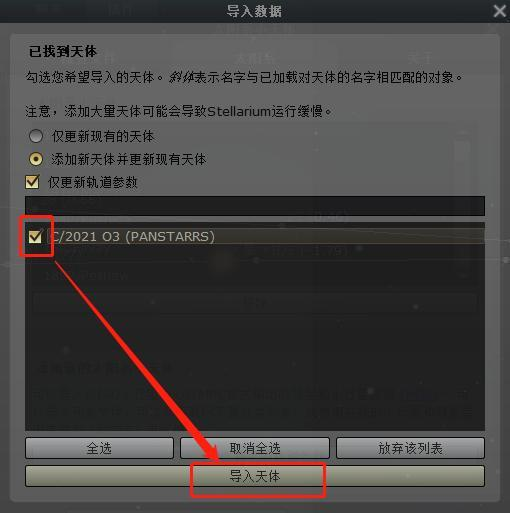 导入数据
已找到天体
勾选您希望导入的天体。斜体表示名字与已加载对天体的名字相匹配的对象。
注意，添加大量天体可能会导致Stellarium运行缓慢。
仅更新现有的天体
添加新天体并更新现有天体
仅更新轨道参数
C/2021 O3 (PANSTARRS)
全选
取消全选
放弃该列表
导入天体